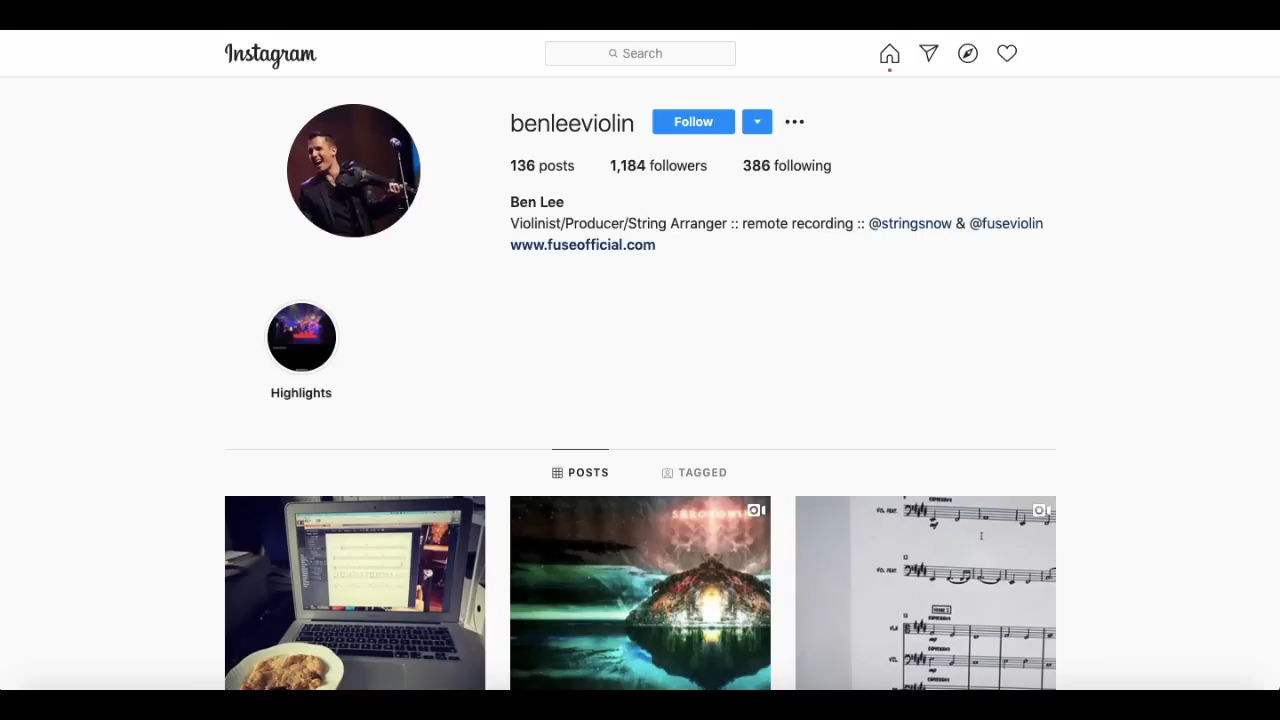 Instagram
Search
benleeviolin Follow
136 posts 1,184 followers 386 following
Ben Lee
Violinist/Producer/String Arranger :: remote recording :: @stringsnow & @fuseviolin
www.fuseofficial.com
Highlights
POSTS TAGGED